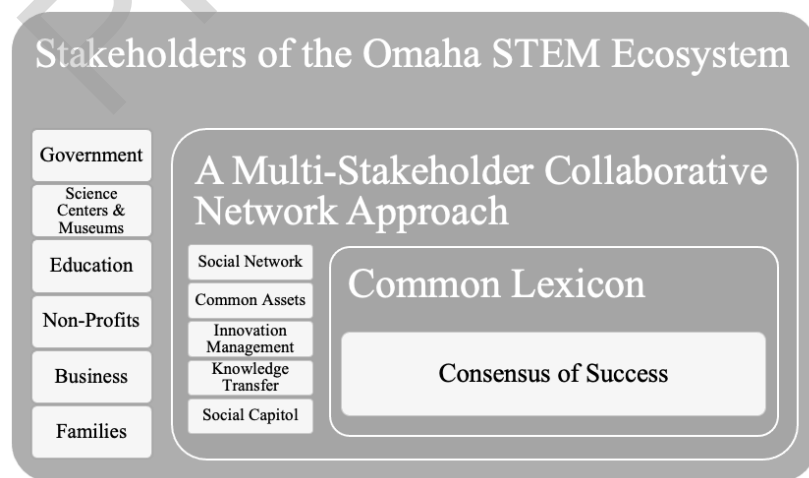 Stakeholders of the Omaha STEM Ecosystem
Government
Science
Centers &
Museums
Education
Non-Profits
Business
Families
A Multi-Stakeholder Collaborative
Network Approach
Social Network
Common Assets
Innovation
Management
Knowledge
Transfer
Social Capitol
Common Lexicon
Consensus of Success